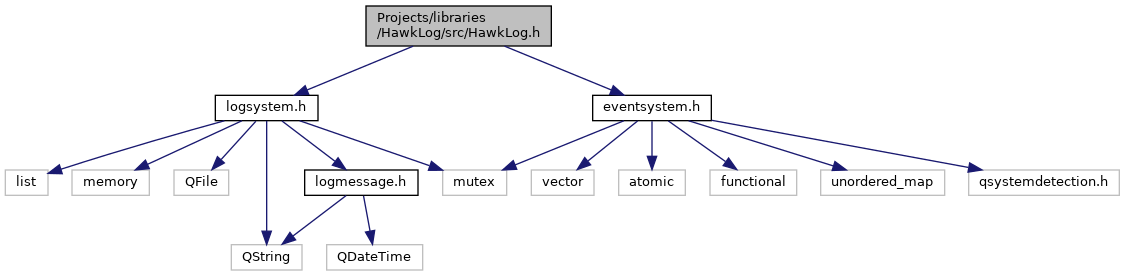 Projects/libraries
/HawkLog/src/HawkLog.h
logsystem.h
eventsystem.h
list
memory
QFile
logmessage.h
mutex
vector
atomic
functional
unordered_map
qsystemdetection.h
QString
QDateTime